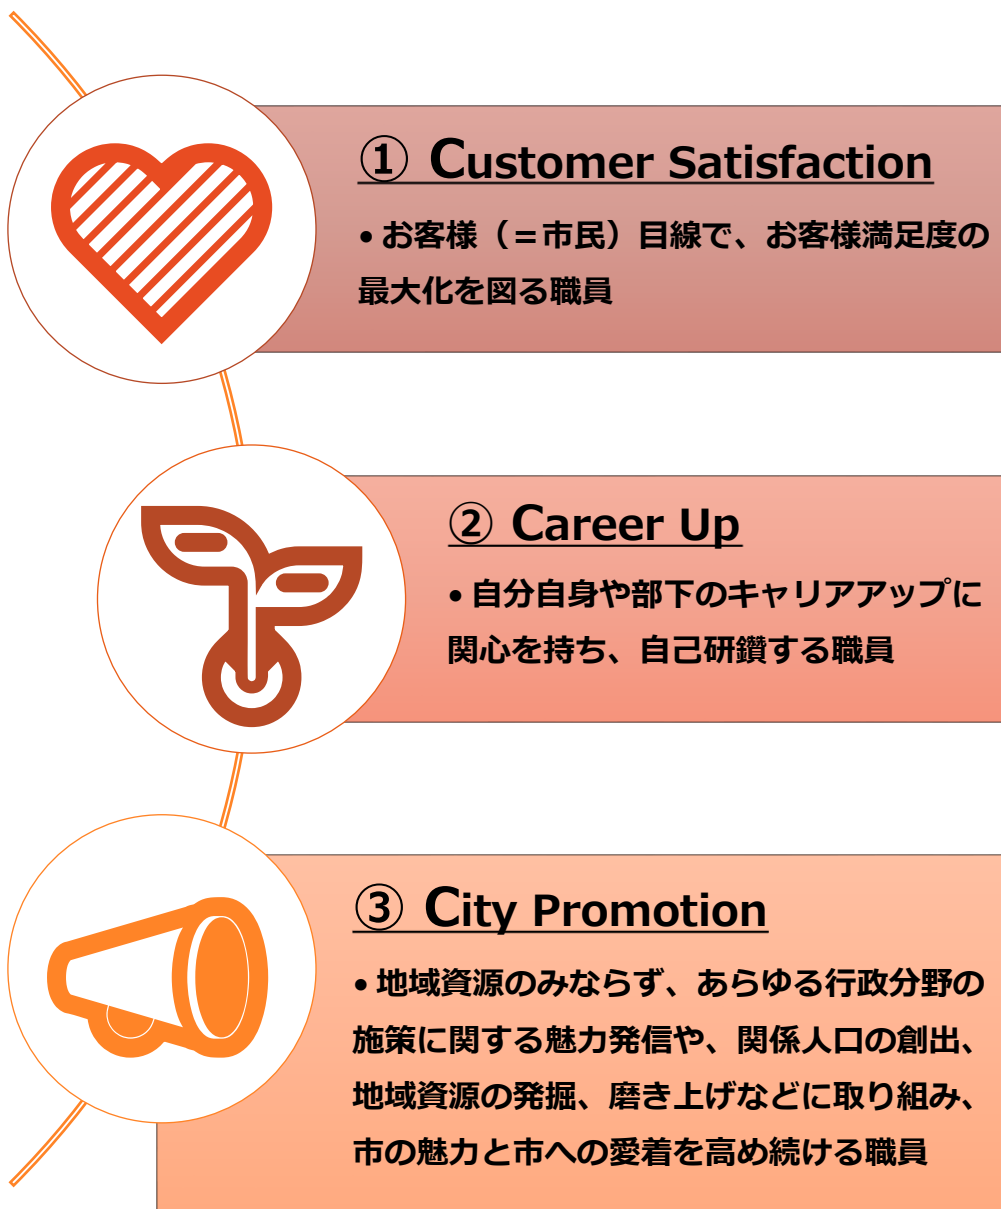 ① Customer Satisfaction
• お客様（＝市民）目線で、お客様満足度の
最大化を図る職員
② Career Up
• 自分自身や部下のキャリアアップに
関心を持ち、自己研鑽する職員
③ City Promotion
• 地域資源のみならず、あらゆる行政分野の
施策に関する魅力発信や、関係人口の創出、
地域資源の発掘、磨き上げなどに取り組み、
市の魅力と市への愛着を高め続ける職員